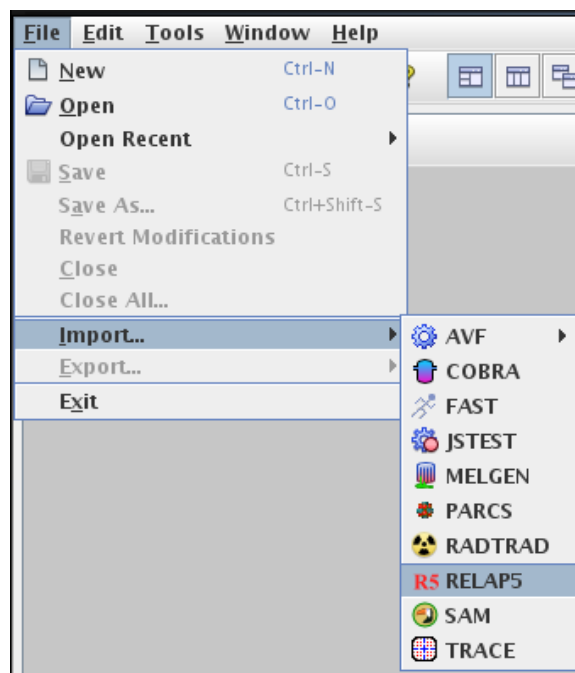 File Edit Tools Window Help
New Ctrl-N
Open Ctrl-O
Open Recent
Save Ctrl-S
Save As... Ctrl+Shift-S
Revert Modifications
Close
Close All...
Import...
Export...
Exit
AVF
COBRA
FAST
JSTEST
MELGEN
PARCS
RADTRAD
R5 RELAP5
SAM
TRACE